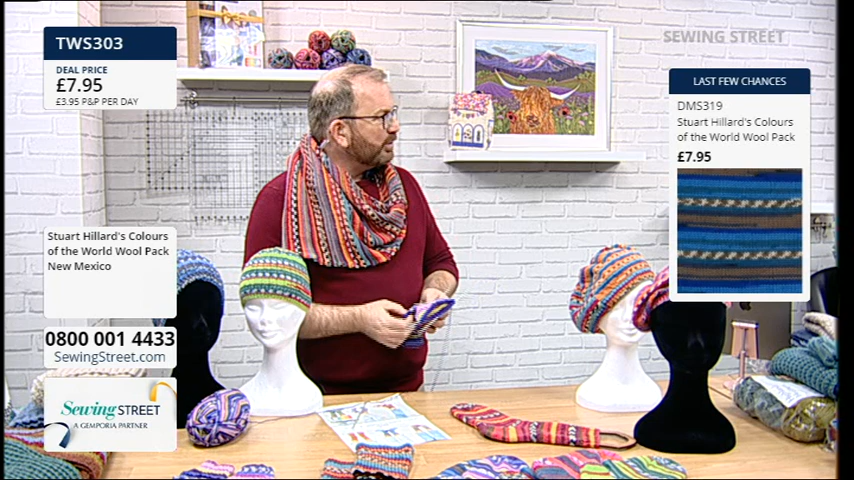 TWS303
DEAL PRICE
£7.95
£3.95 P&P PER DAY
Stuart Hillard's Colours
of the World Wool Pack
New Mexico
0800 001 4433
SewingStreet.com
Sewing STREET
A GEMPORIA PARTNER
SEWING STREET
LAST FEW CHANCES
DMS319
Stuart Hillard's Colours
of the World Wool Pack
£7.95